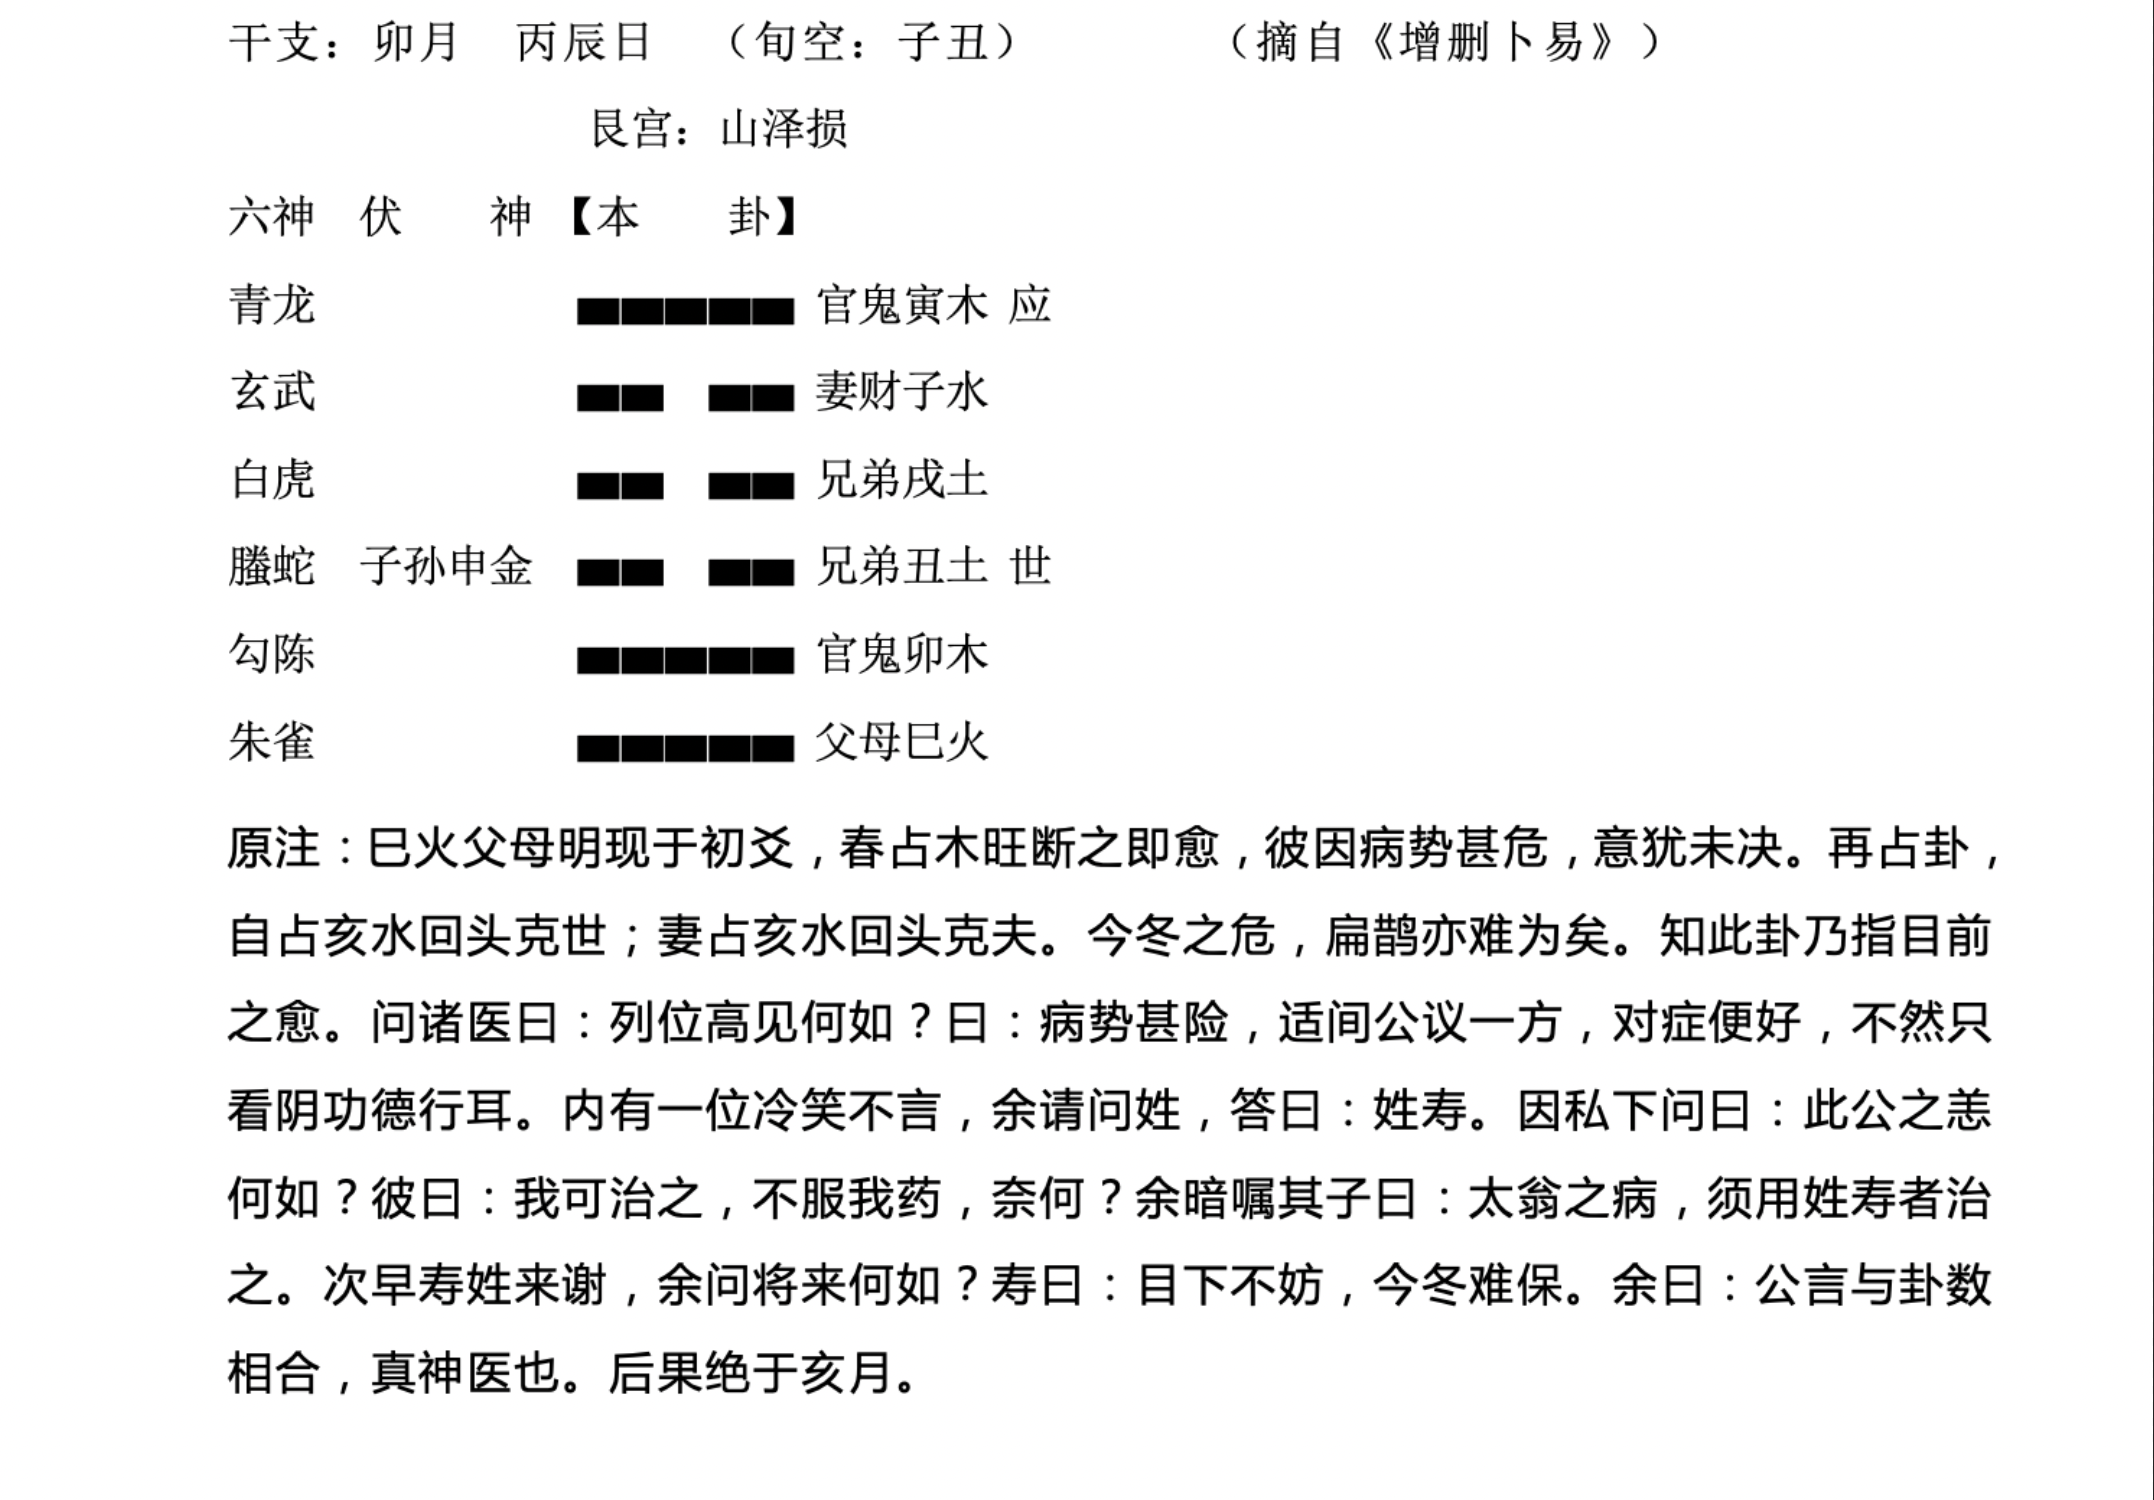 干支：卯月　丙辰日　（旬空：子丑）　　　　（摘自《增删卜易》）
艮宫：山泽损
六神　伏　　神　【本　　卦】
青龙　官鬼寅木 应
玄武　妻财子水
白虎　兄弟戌土
螣蛇　子孙申金　兄弟丑土 世
勾陈　官鬼卯木
朱雀　父母巳火
原注：巳火父母明现于初爻，春占木旺断之即愈，彼因病势甚危，意犹未决。再占卦，
自占亥水回头克世；妻占亥水回头克夫。今冬之危，扁鹊亦难为矣。知此卦乃指目前
之愈。问诸医曰：列位高见何如？曰：病势甚险，适间公议一方，对症便好，不然只
看阴功德行耳。内有一位冷笑不言，余请问姓，答曰：姓寿。因私下问曰：此公之恙
何如？彼曰：我可治之，不服我药，奈何？余暗嘱其子曰：太翁之病，须用姓寿者治
之。次早寿姓来谢，余问将来何如？寿曰：目下不妨，今冬难保。余曰：公言与卦数
相合，真神医也。后果绝于亥月。